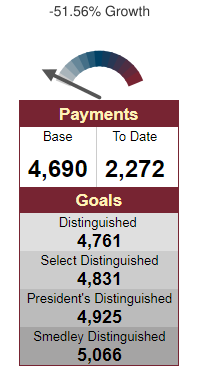 -51.56% Growth
Payments
Base To Date
4,690 2,272
Goals
Distinguished
4,761
Select Distinguished
4,831
President's Distinguished
4,925
Smedley Distinguished
5,066